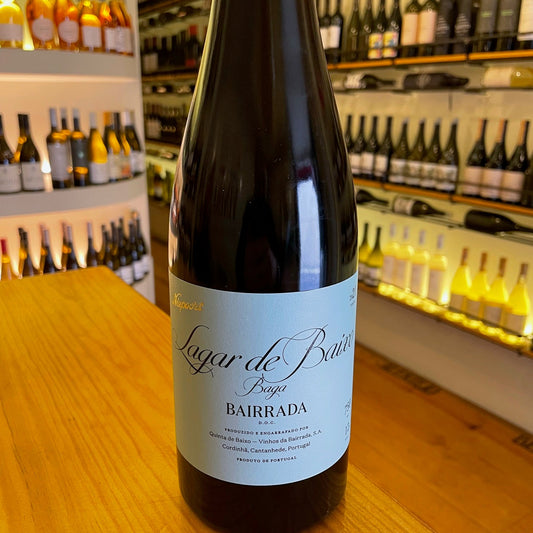 Niepoort
Lagar de Baixo
Baga
BAIRRADA
D.O.C.
PRODUZIDO E ENGARRAFADO POR
Quinta de Baixo – Vinhos da Bairrada, S.A.
Cordinhã, Cantanhede, Portugal
PRODUTO DE PORTUGAL